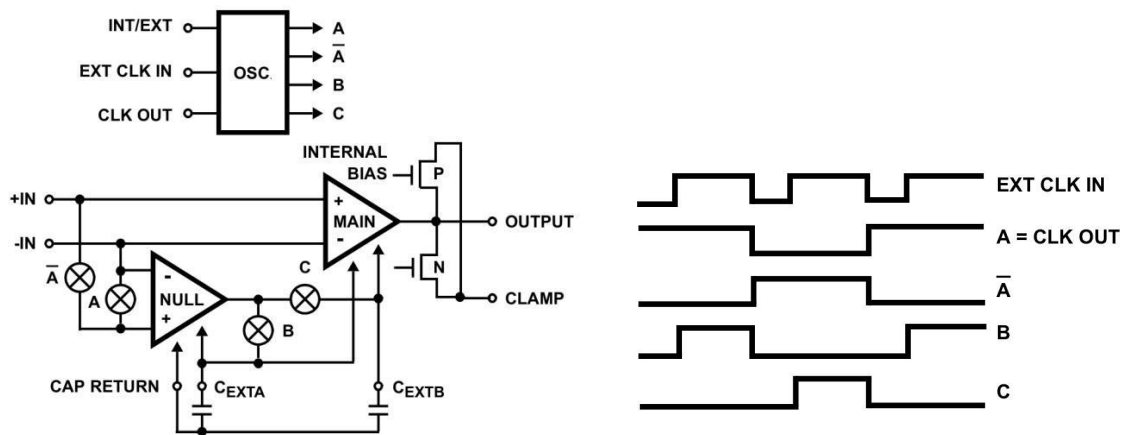 INT/EXT
EXT CLK IN
CLK OUT
OSC.
A
A̅
B
C
INTERNAL
BIAS
P
+IN
-IN
+
MAIN
-
OUTPUT
N
CLAMP
A̅
A
-
NULL
+
C
B
CAP RETURN
CEXTA
CEXTB
EXT CLK IN
A = CLK OUT
A̅
B
C